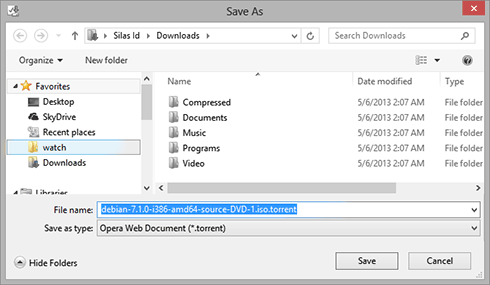 Save As
Silas Id ▸ Downloads ▸
Search Downloads
Organize
New folder
Favorites
Desktop
SkyDrive
Recent places
watch
Downloads
Libraries
Name Date modified Type
Compressed 5/6/2013 2:07 AM File folder
Documents 5/6/2013 2:07 AM File folder
Music 5/6/2013 2:07 AM File folder
Programs 5/6/2013 2:07 AM File folder
Video 5/6/2013 2:07 AM File folder
File name: debian-7.1.0-i386-amd64-source-DVD-1.iso.torrent
Save as type: Opera Web Document (*.torrent)
Hide Folders
Save
Cancel